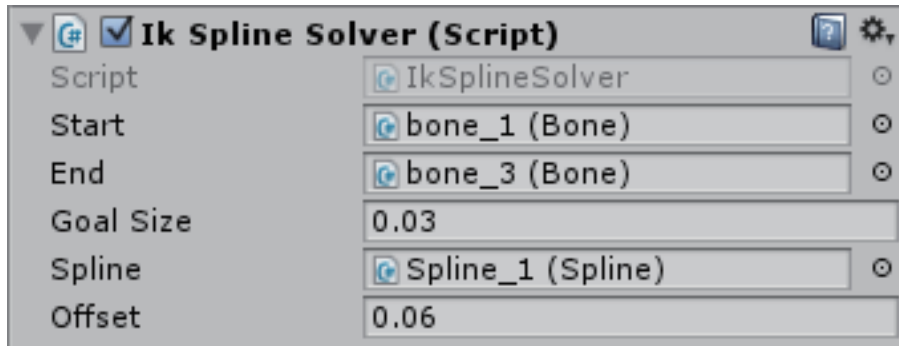 Ik Spline Solver (Script)
Script IkSplineSolver
Start bone_1 (Bone)
End bone_3 (Bone)
Goal Size 0.03
Spline Spline_1 (Spline)
Offset 0.06